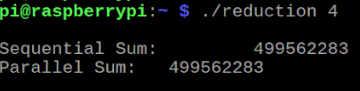 pi@raspberrypi:~ $ ./reduction 4
Sequential Sum: 499562283
Parallel Sum: 499562283